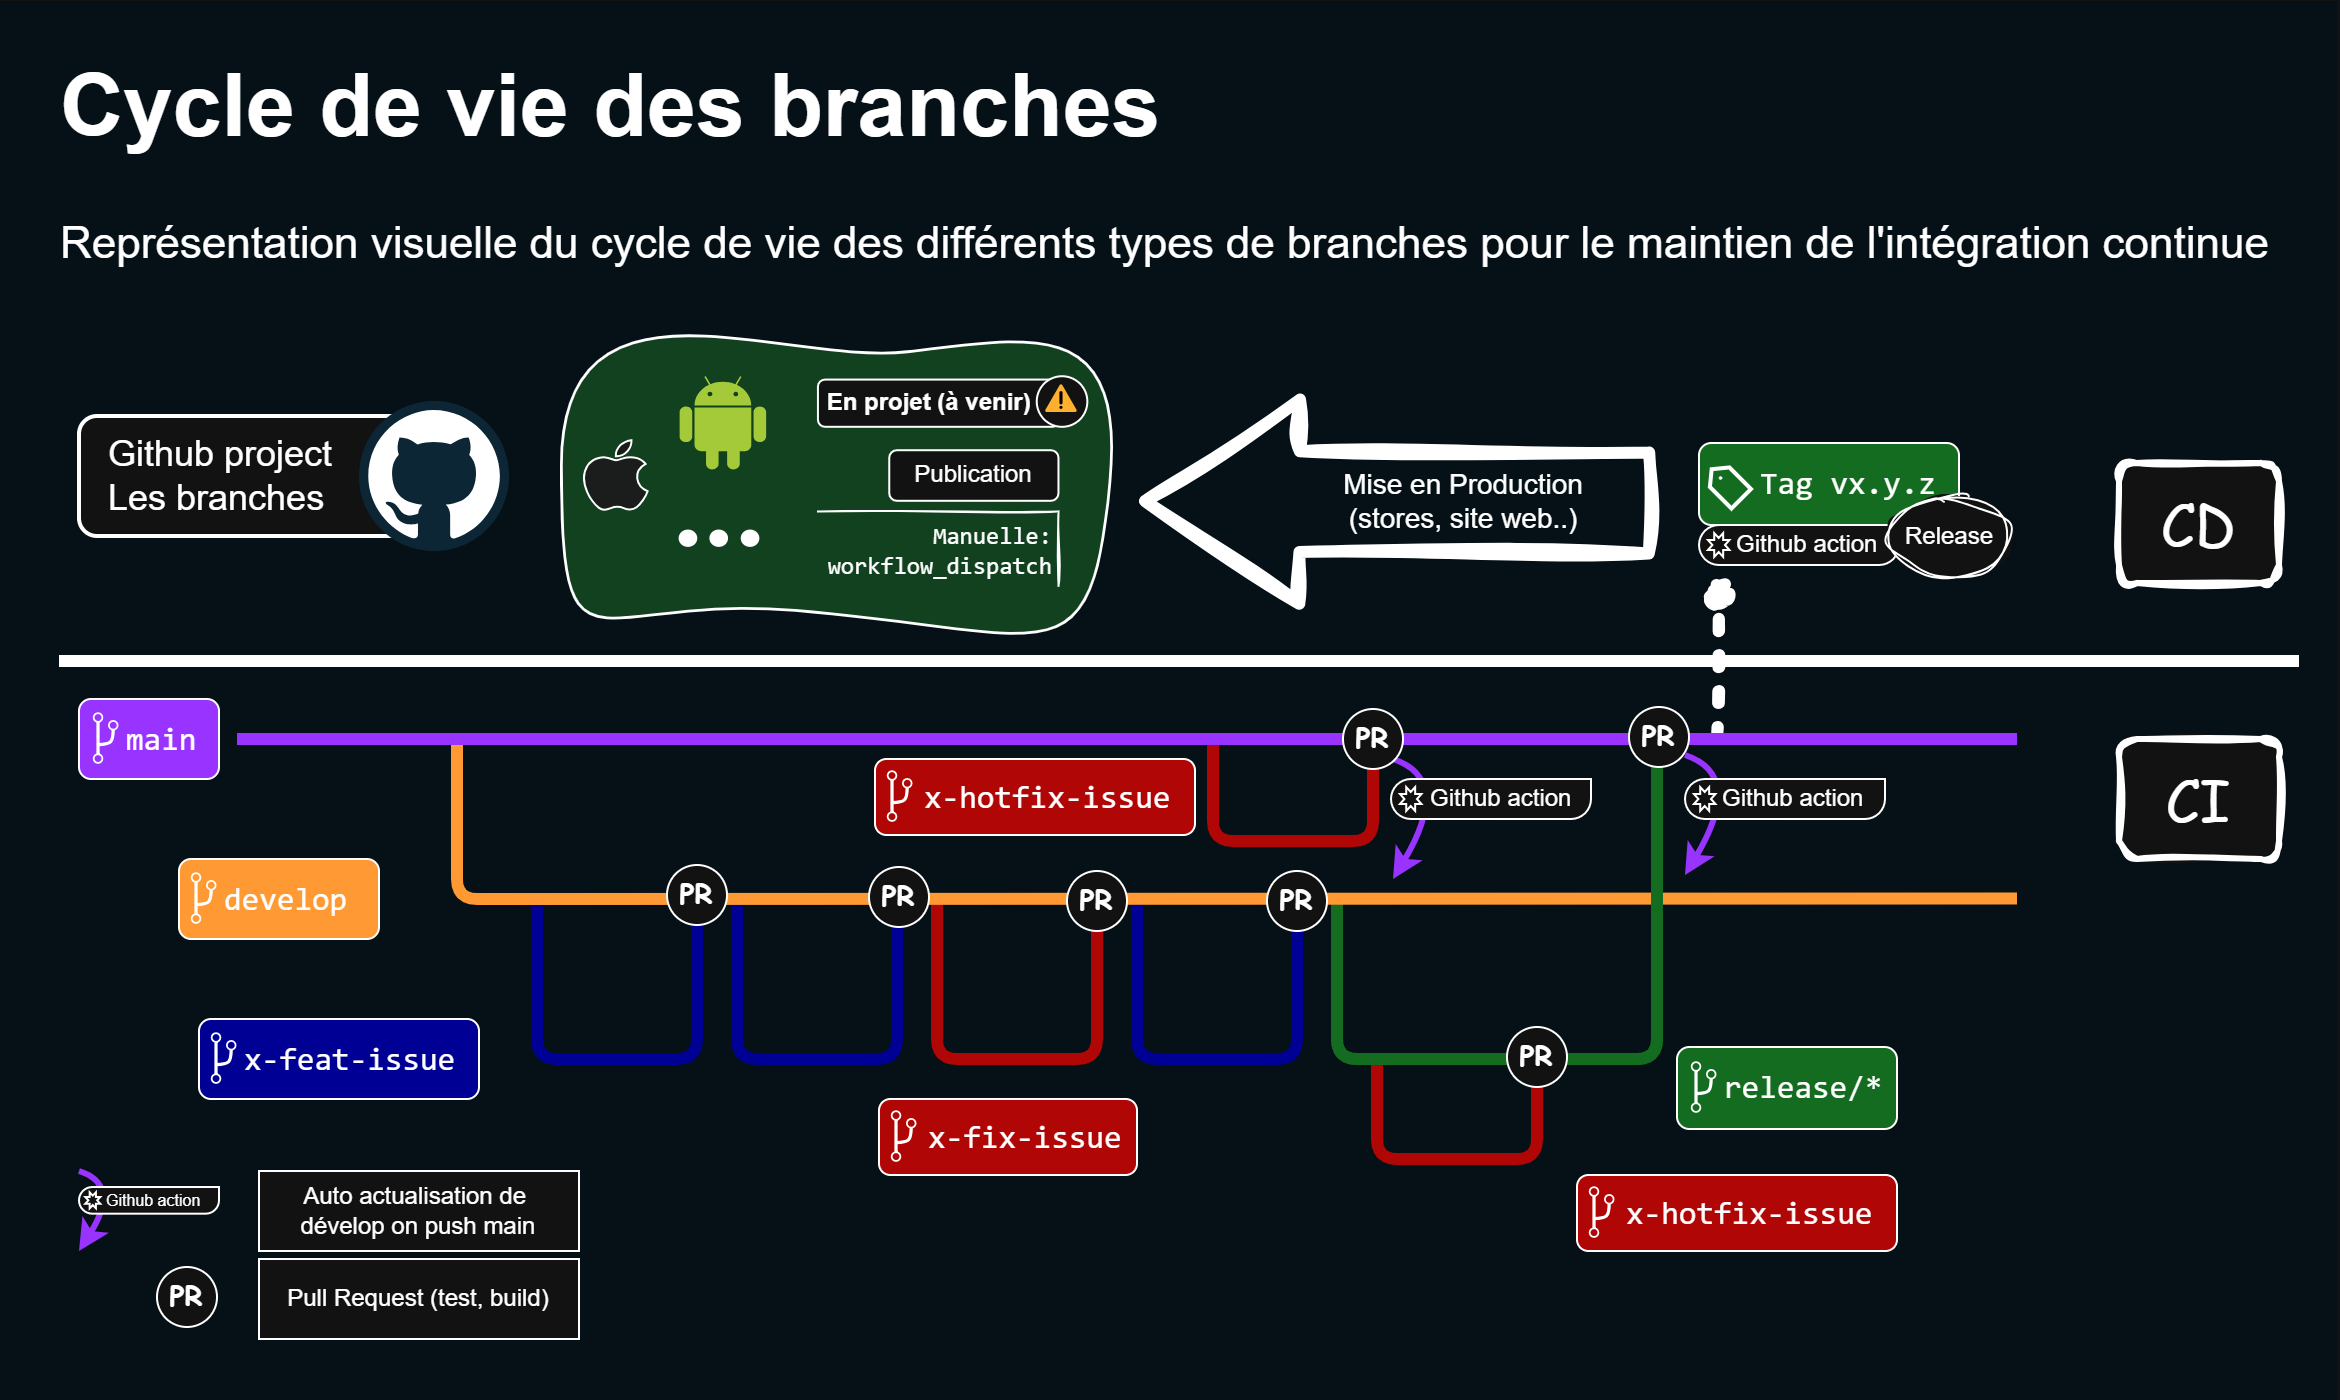 Cycle de vie des branches
Représentation visuelle du cycle de vie des différents types de branches pour le maintien de l'intégration continue
Github project
Les branches
En projet (à venir)
Publication
Manuelle:
workflow_dispatch
Mise en Production
(stores, site web..)
Tag vx.y.z
Github action
Release
CD
main
PR
PR
x-hotfix-issue
Github action
Github action
CI
develop
PR
PR
PR
PR
x-feat-issue
PR
release/*
x-fix-issue
x-hotfix-issue
Github action
Auto actualisation de
dévelop on push main
PR
Pull Request (test, build)